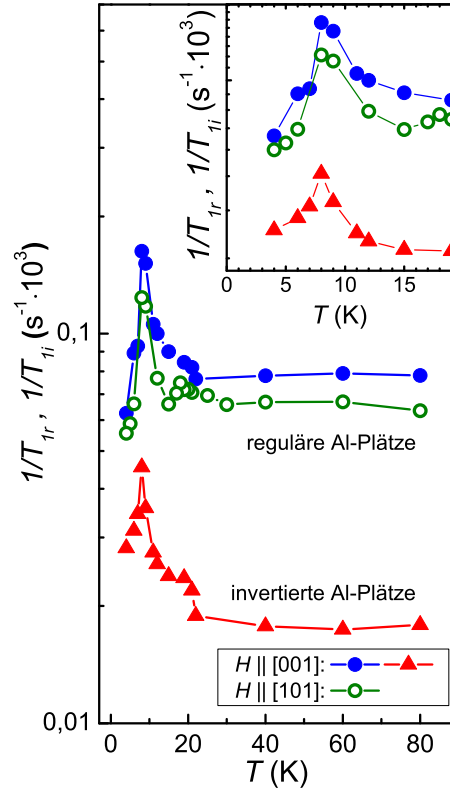 1/T1r , 1/T1i (s⁻¹·10³)
0 5 10 15
T (K)
1/T1r , 1/T1i (s⁻¹·10³)
0,1
0,01
reguläre Al-Plätze
invertierte Al-Plätze
H || [001]:
H || [101]:
0 20 40 60 80
T (K)